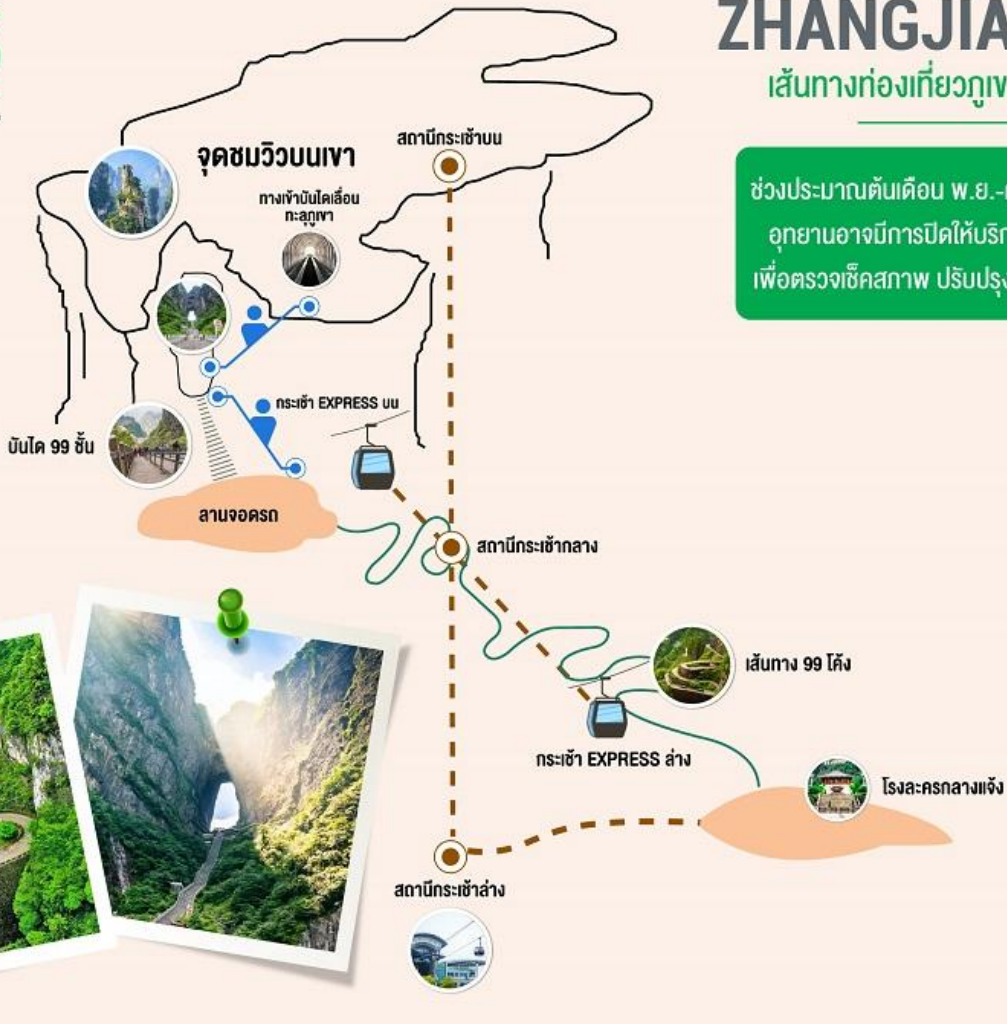 ZHANGJIA
เส้นทางท่องเที่ยวภูเข
ช่วงประมาณต้นเดือน พ.ย.-
อุทยานอาจมีการปิดให้บริก
เพื่อตรวจเช็คสภาพ ปรับปรุง
สถานีกระเช้าบน
จุดชมวิวบนเขา
ทางเข้าบันไดเลื่อน
ทะลุภูเขา
กระเช้า EXPRESS บน
บันได 99 ขั้น
ลานจอดรถ
สถานีกระเช้ากลาง
เส้นทาง 99 โค้ง
กระเช้า EXPRESS ล่าง
โรงละครกลางแจ้ง
สถานีกระเช้าล่าง